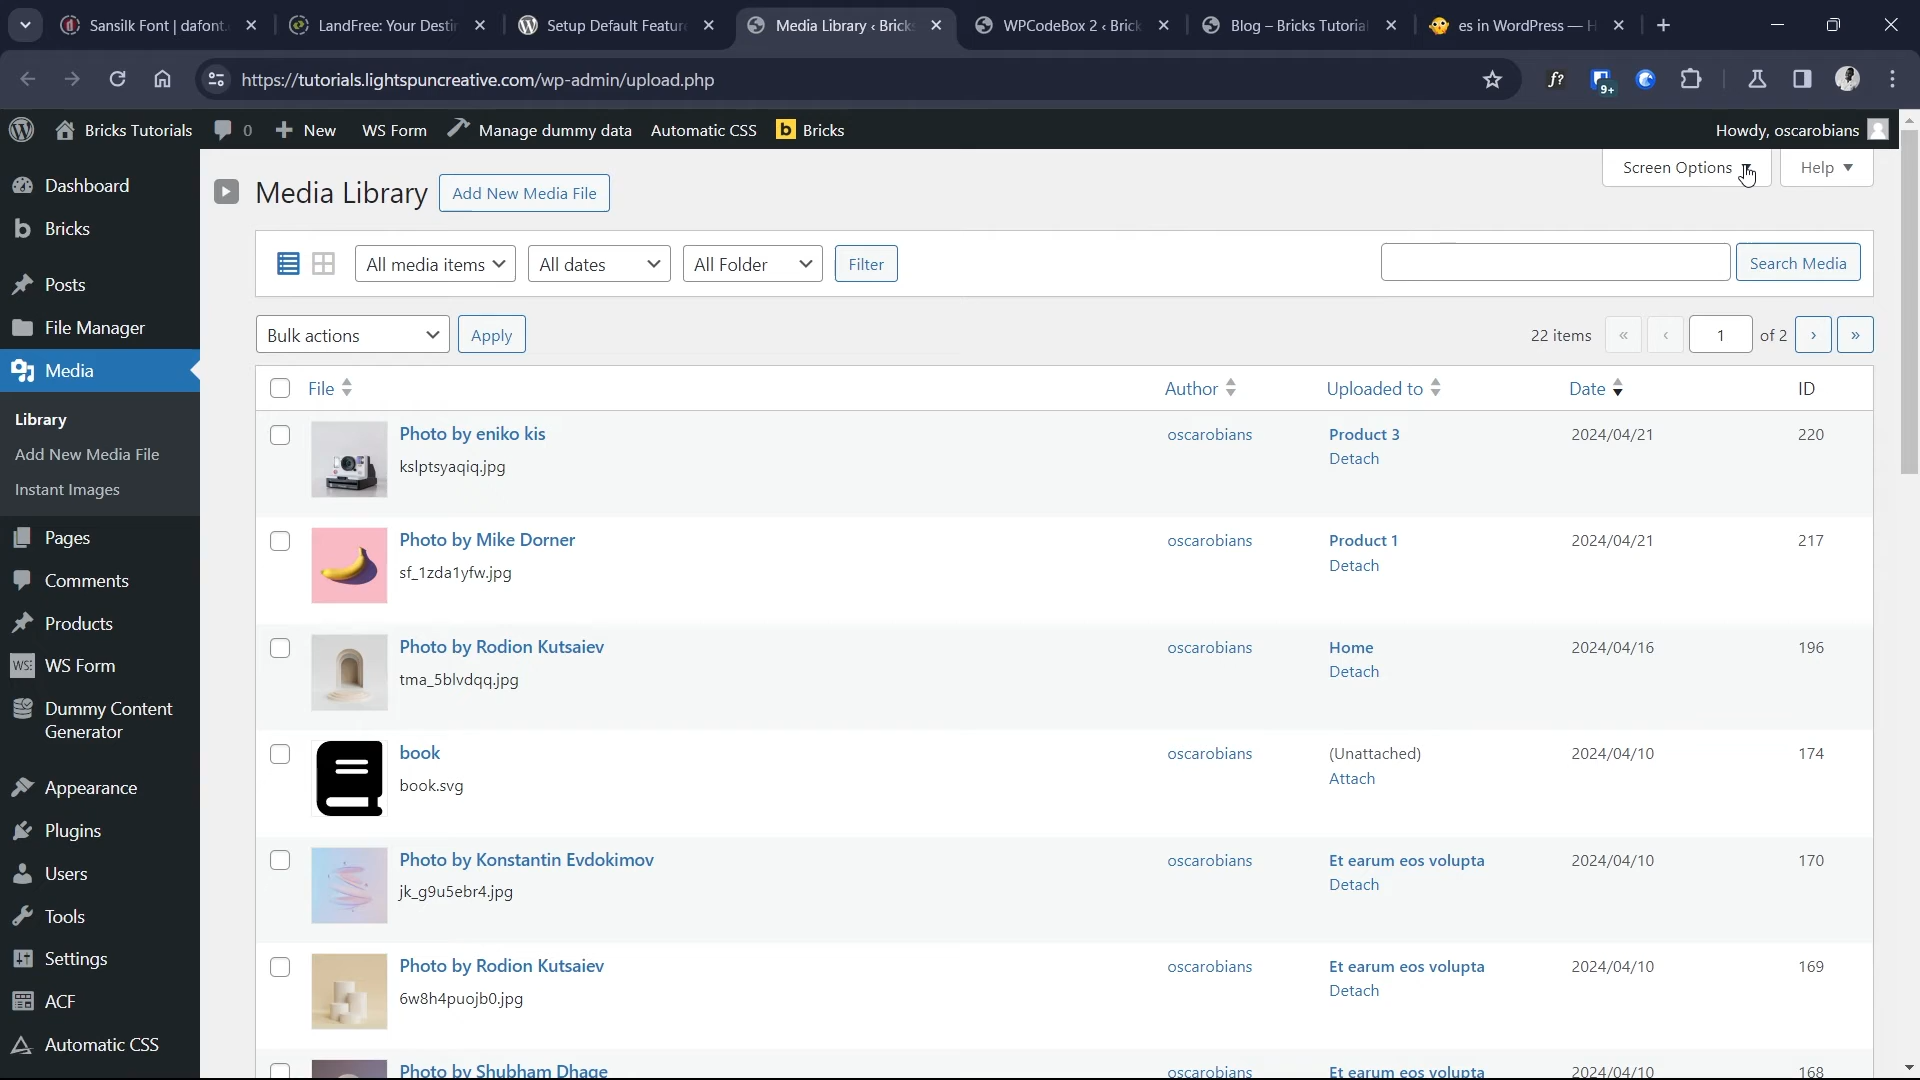 Sansilk Font | dafont.
LandFree: Your Destin
Setup Default Feature
Media Library ‹ Bricks
WPCodeBox 2 ‹ Brick
Blog – Bricks Tutorial
es in WordPress — H
https://tutorials.lightspuncreative.com/wp-admin/upload.php
f?
9+
Bricks Tutorials
0
New
WS Form
Manage dummy data
Automatic CSS
b Bricks
Howdy, oscarobians
Dashboard
Bricks
Posts
File Manager
Media
Library
Add New Media File
Instant Images
Pages
Comments
Products
WS Form
Dummy Content
Generator
Appearance
Plugins
Users
Tools
Settings
ACF
Automatic CSS
Screen Options
Help
Media Library
Add New Media File
All media items
All dates
All Folder
Filter
Search Media
Bulk actions
Apply
22 items « ‹ 1 of 2 › »
File Author Uploaded to Date ID
Photo by eniko kis oscarobians Product 3 2024/04/21 220
kslptsyaqiq.jpg Detach
Photo by Mike Dorner oscarobians Product 1 2024/04/21 217
sf_1zda1yfw.jpg Detach
Photo by Rodion Kutsaiev oscarobians Home 2024/04/16 196
tma_5blvdqq.jpg Detach
book oscarobians (Unattached) 2024/04/10 174
book.svg Attach
Photo by Konstantin Evdokimov oscarobians Et earum eos volupta 2024/04/10 170
jk_g9u5ebr4.jpg Detach
Photo by Rodion Kutsaiev oscarobians Et earum eos volupta 2024/04/10 169
6w8h4puojb0.jpg Detach
Photo by Shubham Dhage oscarobians Et earum eos volupta 2024/04/10 168